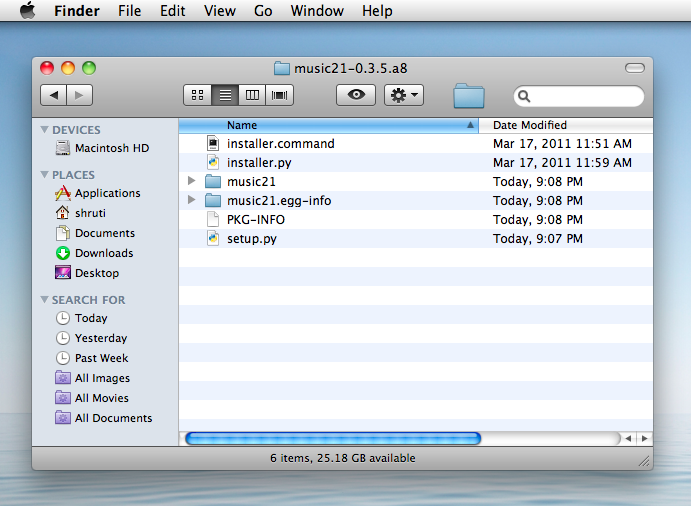 Finder File Edit View Go Window Help
music21-0.3.5.a8
DEVICES
Macintosh HD
PLACES
Applications
shruti
Documents
Downloads
Desktop
SEARCH FOR
Today
Yesterday
Past Week
All Images
All Movies
All Documents
Name Date Modified
installer.command Mar 17, 2011 11:51 AM
installer.py Mar 17, 2011 11:59 AM
music21 Today, 9:08 PM
music21.egg-info Today, 9:08 PM
PKG-INFO Today, 9:08 PM
setup.py Today, 9:07 PM
6 items, 25.18 GB available